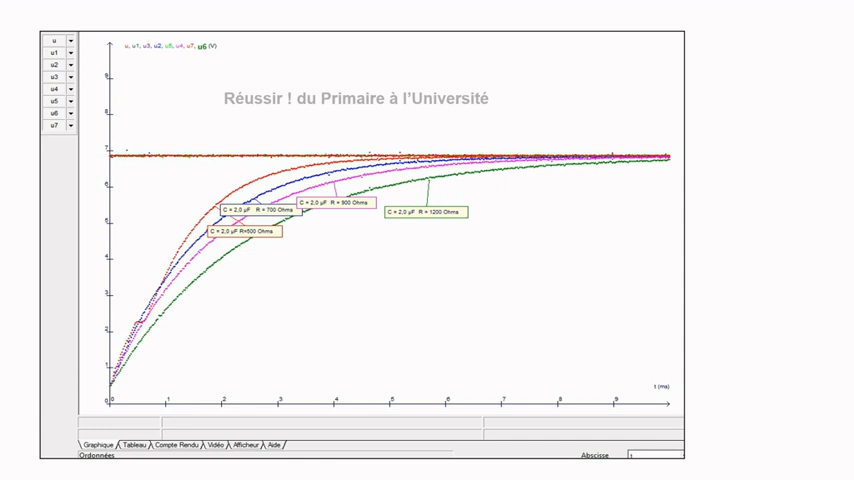 u
u1
u2
u3
u4
u5
u6
u7
u, u1, u3, u2, u5, u4, u7, u6 (V)
Réussir ! du Primaire à l'Université
9
8
7
6
5
4
3
2
1
0
C = 2,0 µF R = 700 Ohms
C = 2,0 µF R = 900 Ohms
C = 2,0 µF R = 1200 Ohms
C = 2,0 µF R=500 Ohms
t (ms)
0 1 2 3 4 5 6 7 8 9
Graphique Tableau Compte Rendu Vidéo Afficheur Aide
Ordonnées
Abscisse t